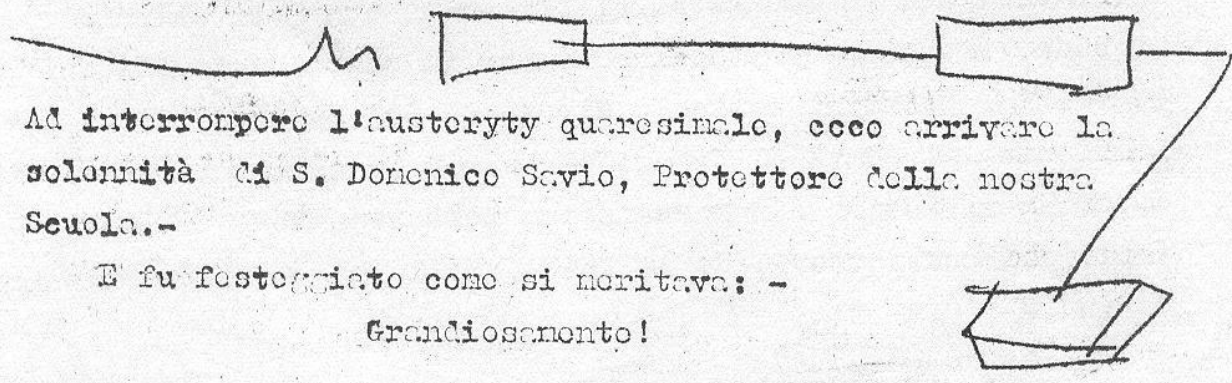 Ad interrompere l'austeryty quaresimale, ecco arrivare la
solennità di S. Domenico Savio, Protettore della nostra
Scuola.-
E' fu festeggiato come si meritava: -
Grandiosamente!